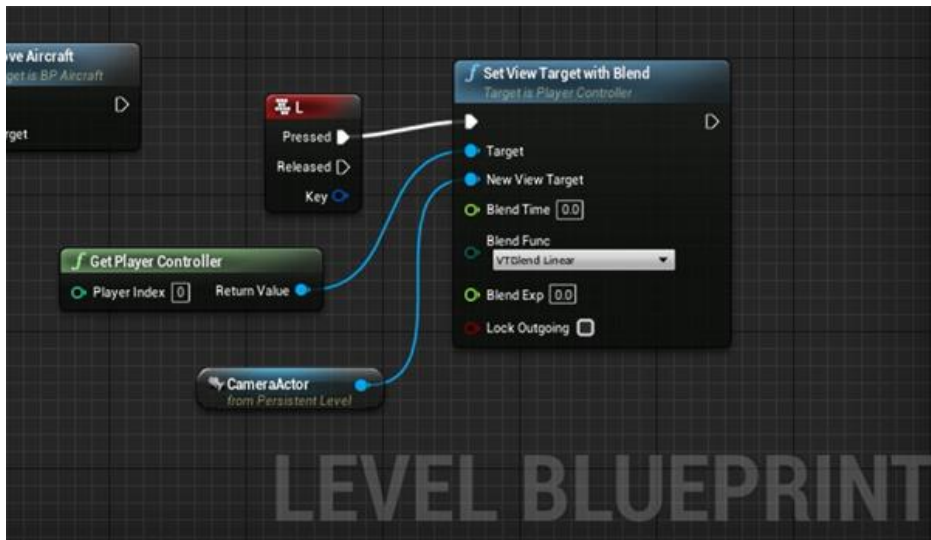 ve Aircraft
get is BP Aircraft
rget
L
Pressed
Released
Key
f Get Player Controller
Player Index 0
Return Value
CameraActor
from Persistent Level
f Set View Target with Blend
Target is Player Controller
Target
New View Target
Blend Time 0.0
Blend Func
VTBlend Linear
Blend Exp 0.0
Lock Outgoing
LEVEL BLUEPRINT